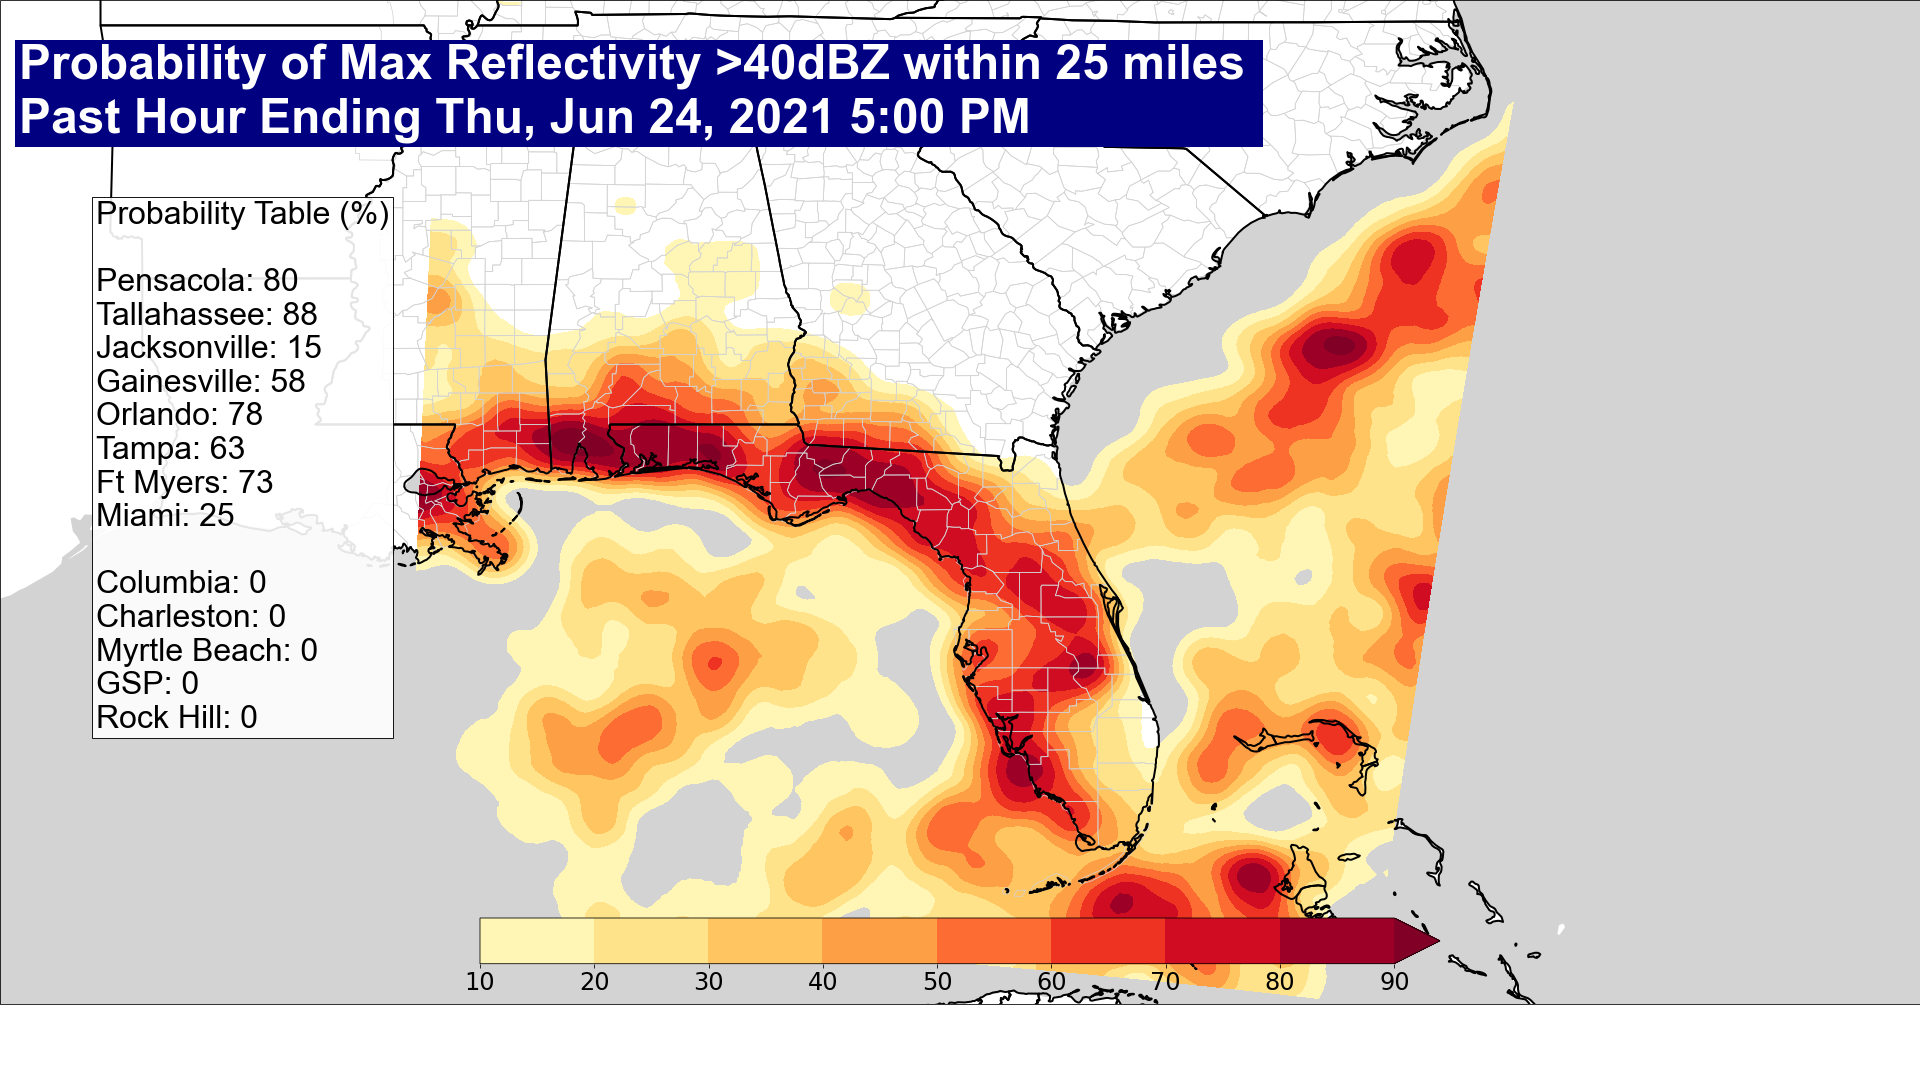 Probability of Max Reflectivity >40dBZ within 25 miles
Past Hour Ending Thu, Jun 24, 2021 5:00 PM
Probability Table (%)
Pensacola: 80
Tallahassee: 88
Jacksonville: 15
Gainesville: 58
Orlando: 78
Tampa: 63
Ft Myers: 73
Miami: 25
Columbia: 0
Charleston: 0
Myrtle Beach: 0
GSP: 0
Rock Hill: 0
10 20 30 40 50 60 70 80 90